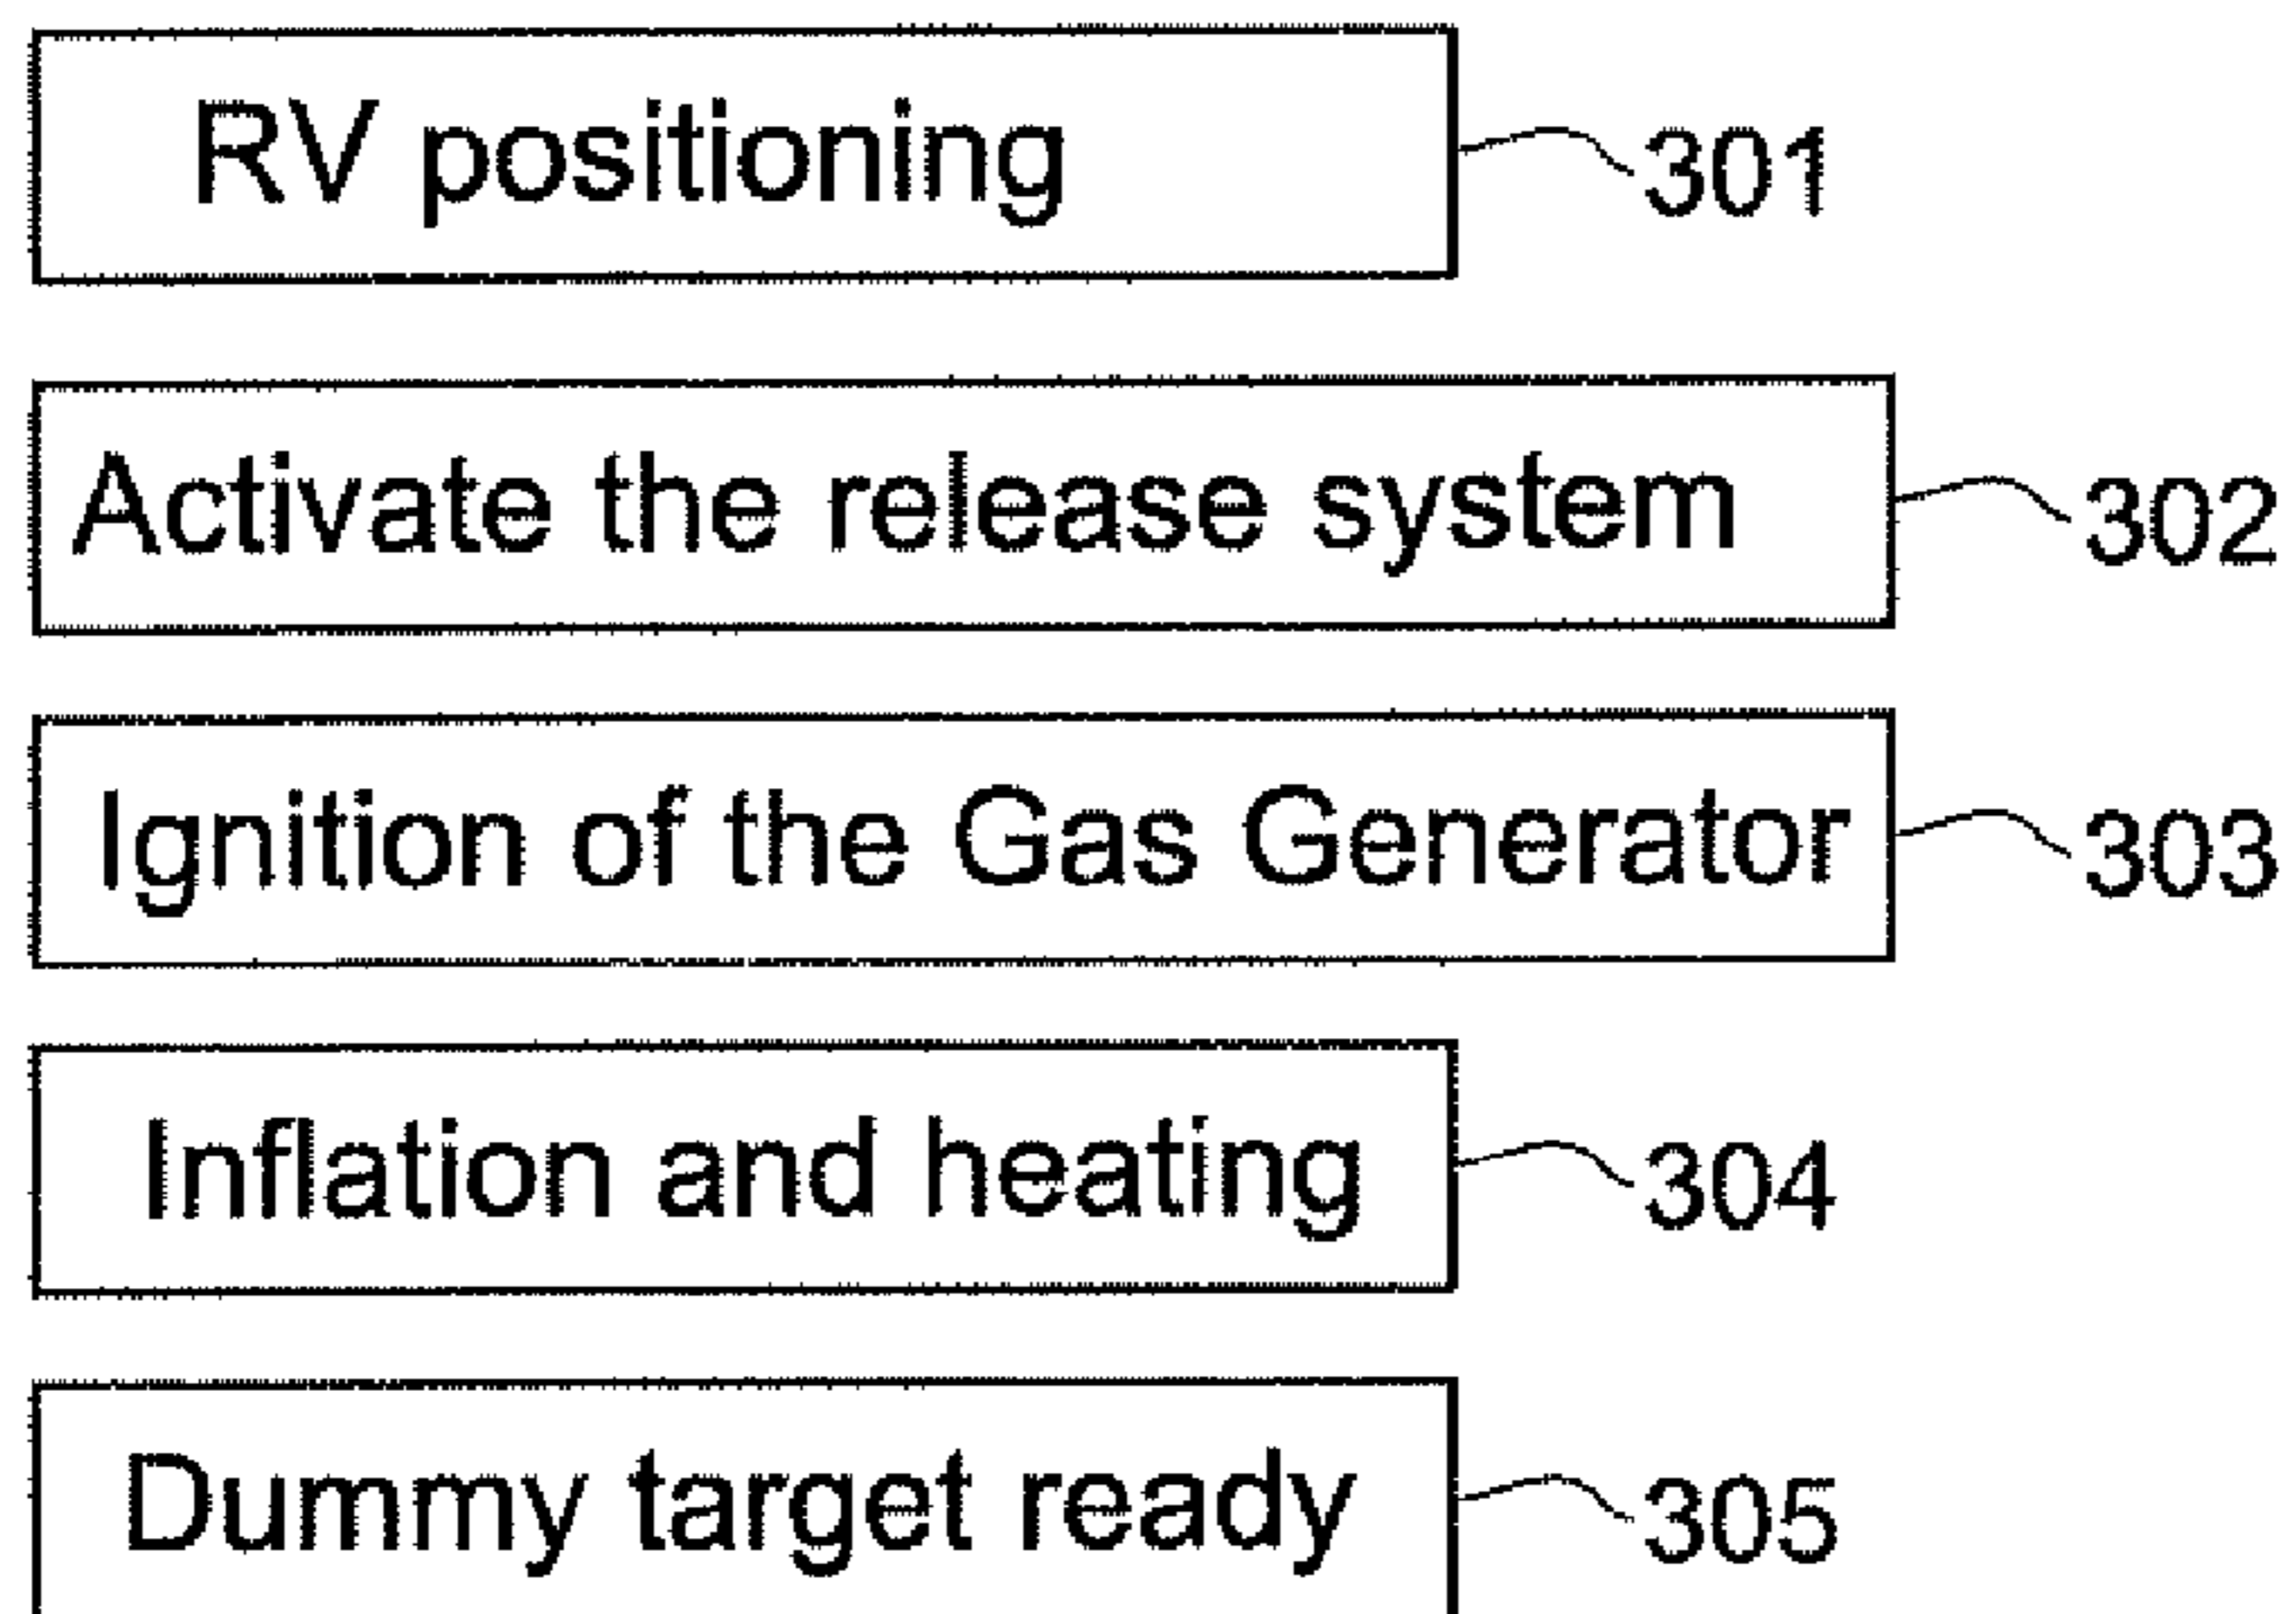 RV positioning 301
Activate the release system 302
Ignition of the Gas Generator 303
Inflation and heating 304
Dummy target ready 305